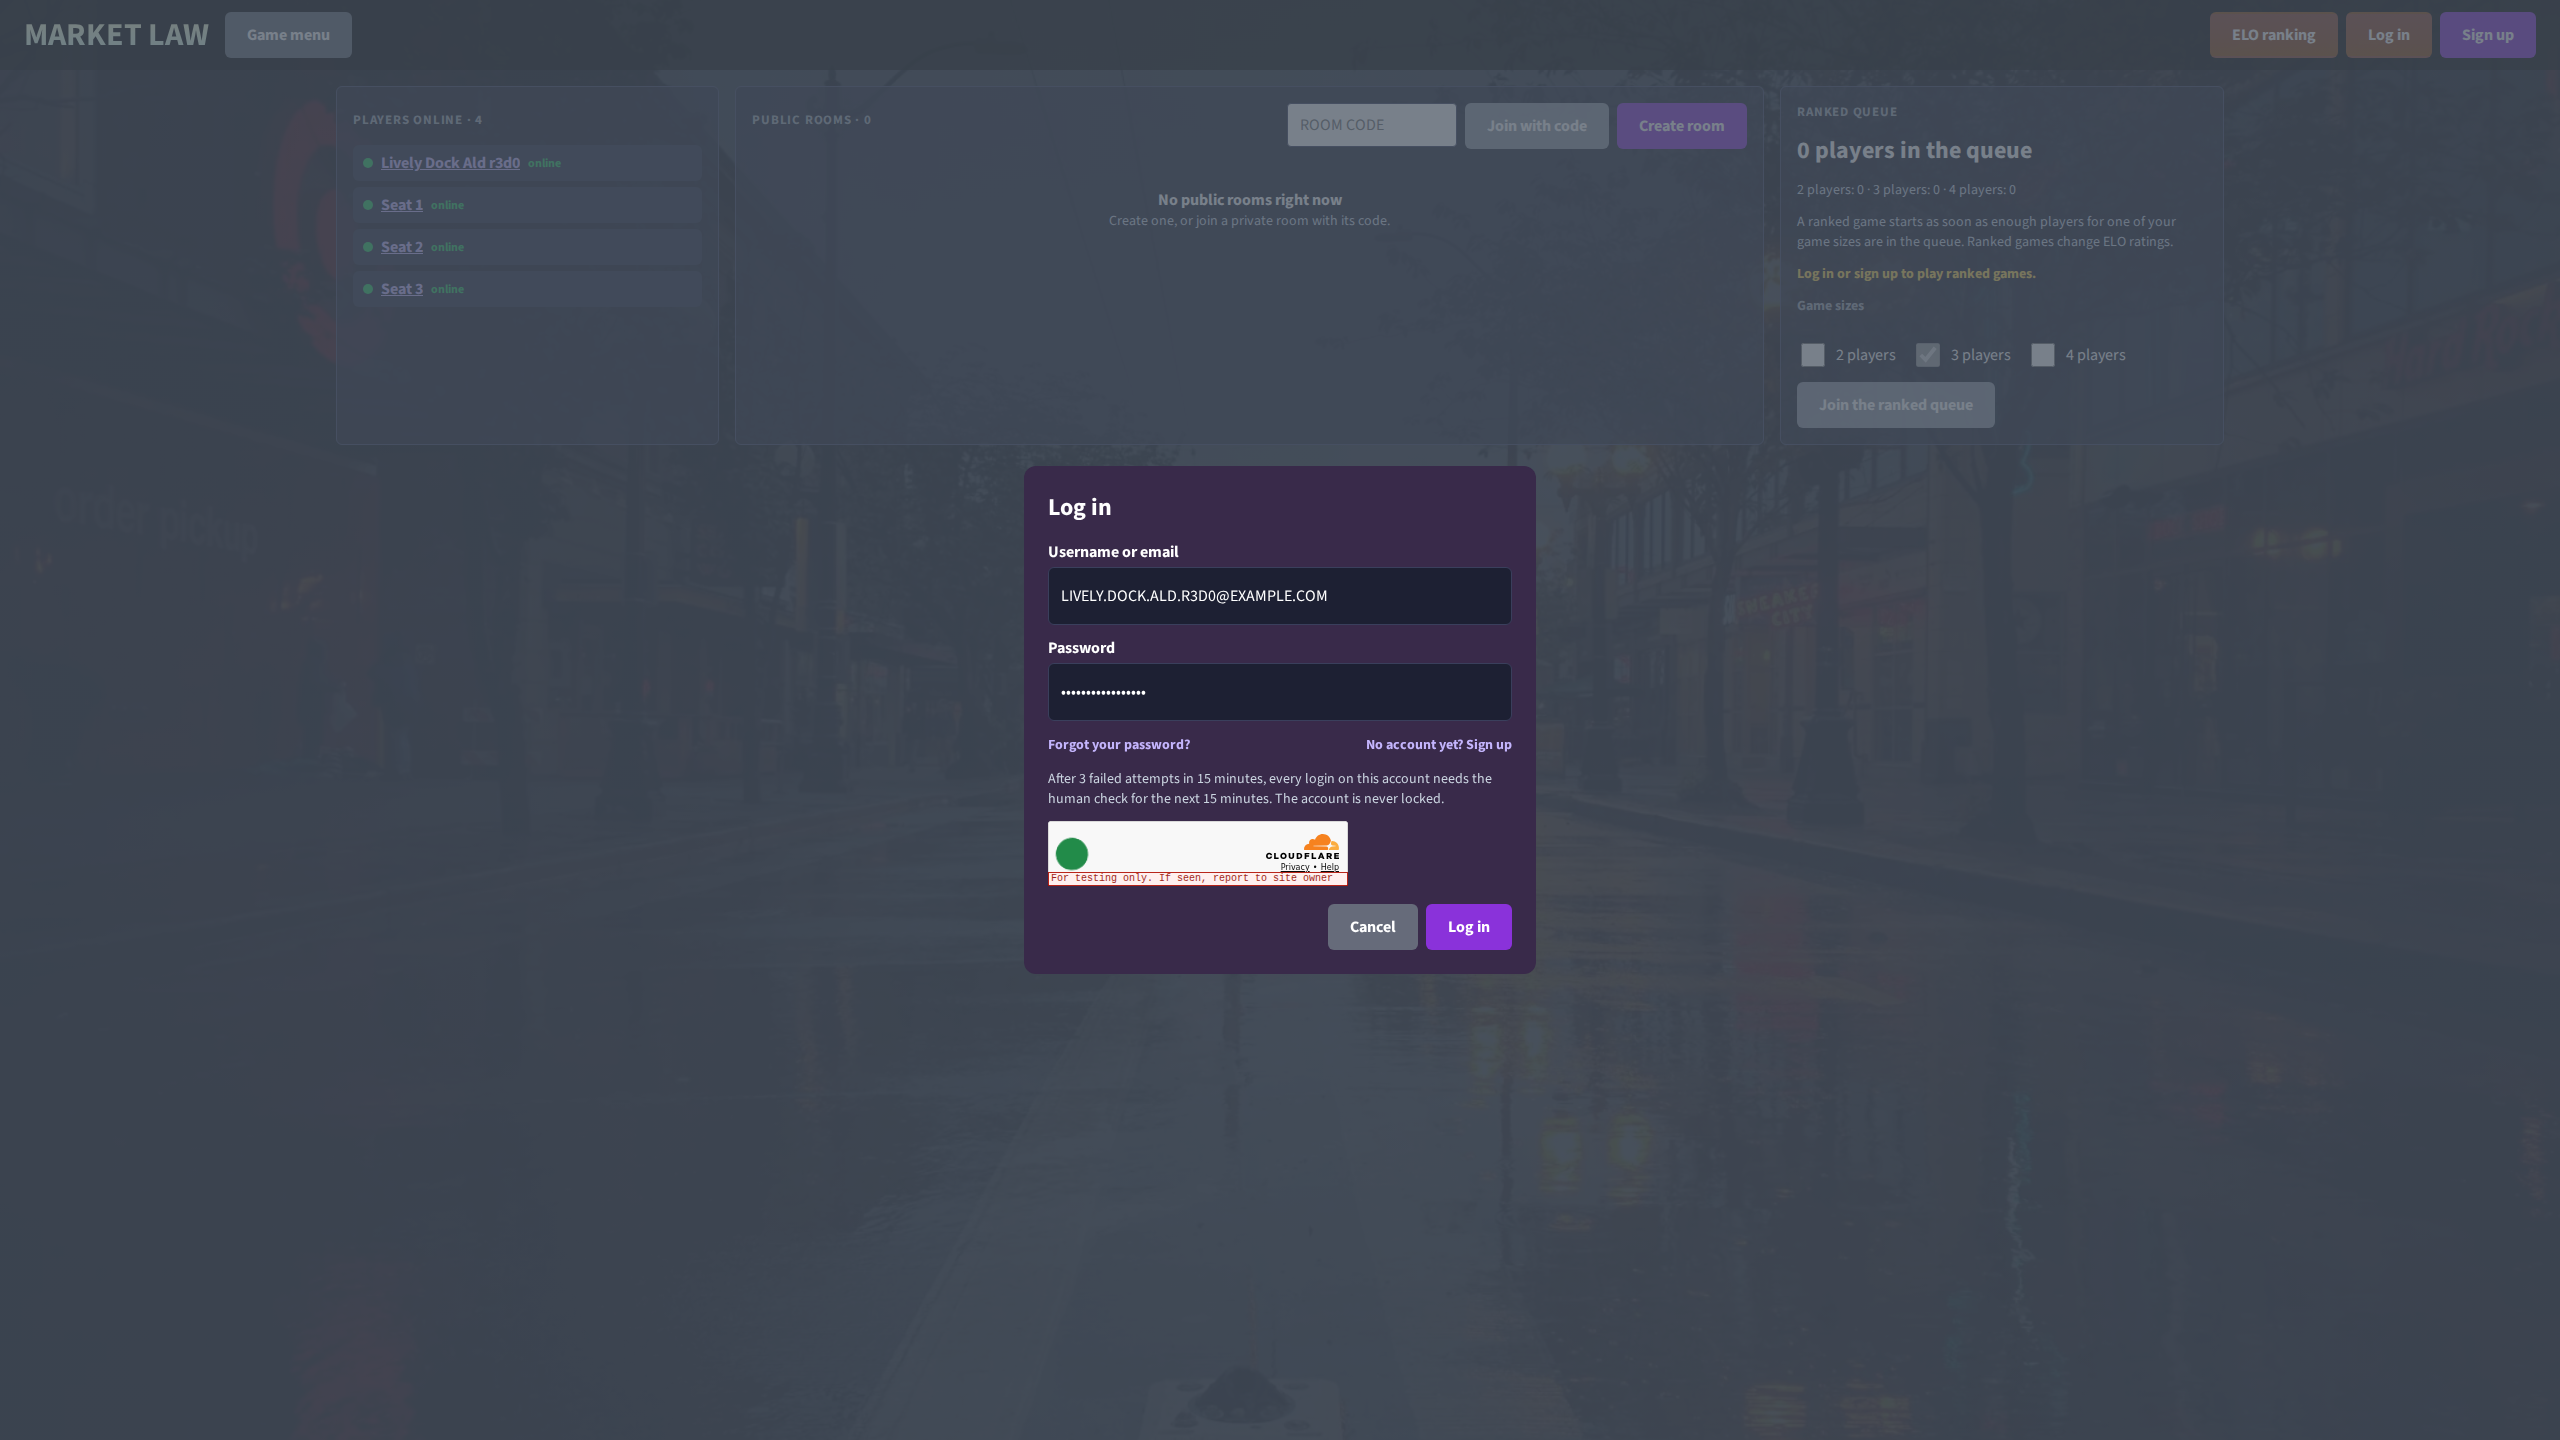 MARKET LAW
Game menu
ELO ranking
Log in
Sign up
PLAYERS ONLINE · 4
Lively Dock Ald r3d0 online
Seat 1 online
Seat 2 online
Seat 3 online
PUBLIC ROOMS · 0
ROOM CODE
Join with code
Create room
No public rooms right now
Create one, or join a private room with its code.
RANKED QUEUE
0 players in the queue
2 players: 0 · 3 players: 0 · 4 players: 0
A ranked game starts as soon as enough players for one of your
game sizes are in the queue. Ranked games change ELO ratings.
Log in or sign up to play ranked games.
Game sizes
2 players
3 players
4 players
Join the ranked queue
order pickup
SNEAKER
CITY
Log in
Username or email
LIVELY.DOCK.ALD.R3D0@EXAMPLE.COM
Password
•••••••••••••••••
Forgot your password?
No account yet? Sign up
After 3 failed attempts in 15 minutes, every login on this account needs the
human check for the next 15 minutes. The account is never locked.
CLOUDFLARE
Privacy • Help
For testing only. If seen, report to site owner
Cancel
Log in